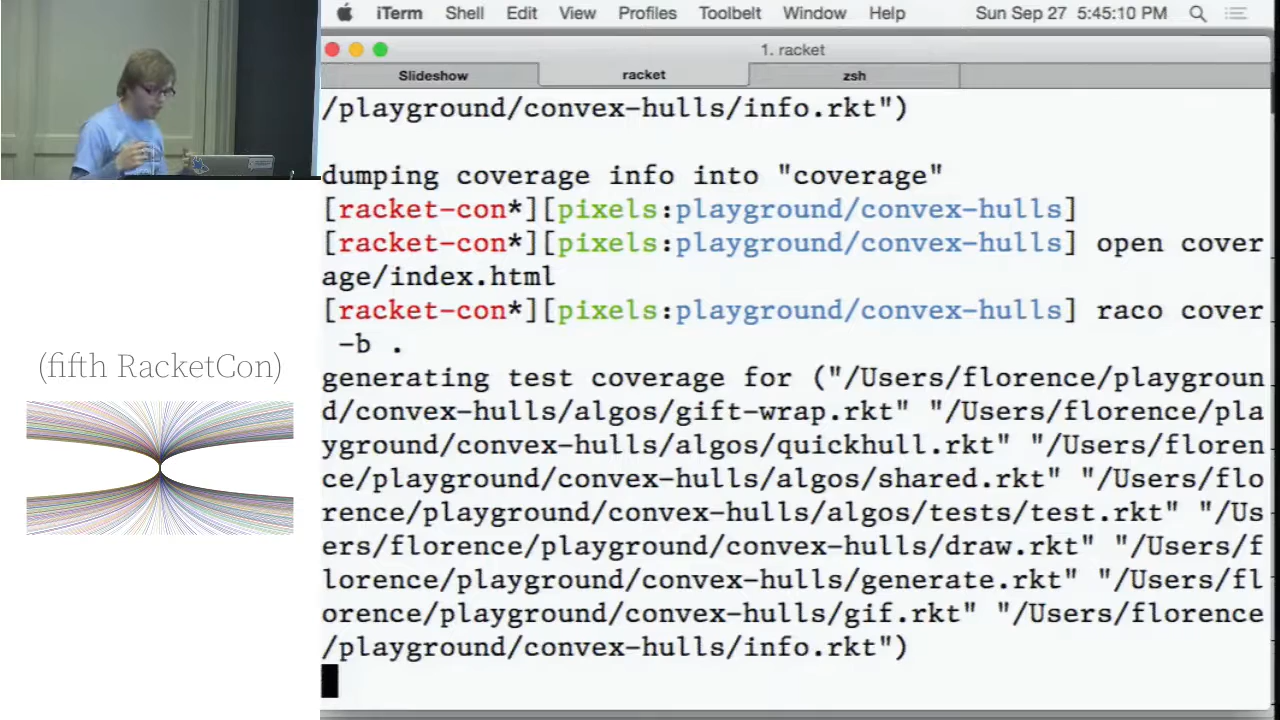 iTerm Shell Edit View Profiles Toolbelt Window Help Sun Sep 27 5:45:10 PM
1. racket
Slideshow racket zsh
/playground/convex-hulls/info.rkt")
dumping coverage info into "coverage"
[racket-con*][pixels:playground/convex-hulls]
[racket-con*][pixels:playground/convex-hulls] open cover
age/index.html
[racket-con*][pixels:playground/convex-hulls] raco cover
-b .
generating test coverage for ("/Users/florence/playgroun
d/convex-hulls/algos/gift-wrap.rkt" "/Users/florence/pla
yground/convex-hulls/algos/quickhull.rkt" "/Users/floren
ce/playground/convex-hulls/algos/shared.rkt" "/Users/flo
rence/playground/convex-hulls/algos/tests/test.rkt" "/Us
ers/florence/playground/convex-hulls/draw.rkt" "/Users/f
lorence/playground/convex-hulls/generate.rkt" "/Users/fl
orence/playground/convex-hulls/gif.rkt" "/Users/florence
/playground/convex-hulls/info.rkt")
(fifth RacketCon)